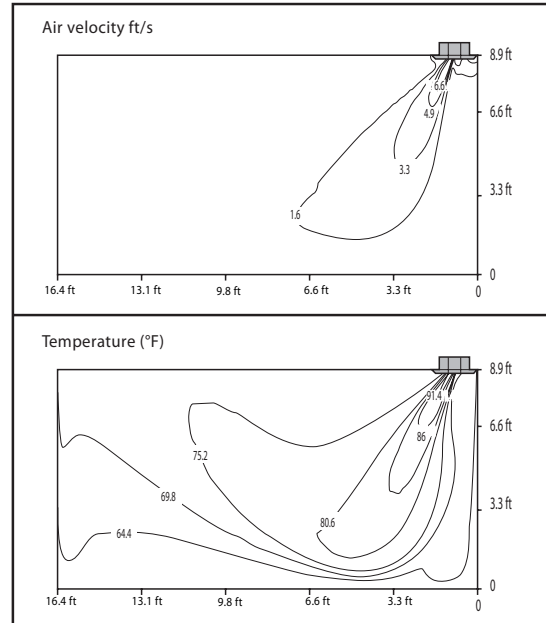 Air velocity ft/s
8.9 ft
6.6
4.9
6.6 ft
3.3
3.3 ft
1.6
0
16.4 ft 13.1 ft 9.8 ft 6.6 ft 3.3 ft 0
Temperature (°F)
8.9 ft
91.4
6.6 ft
86
75.2
69.8
3.3 ft
80.6
64.4
0
16.4 ft 13.1 ft 9.8 ft 6.6 ft 3.3 ft 0